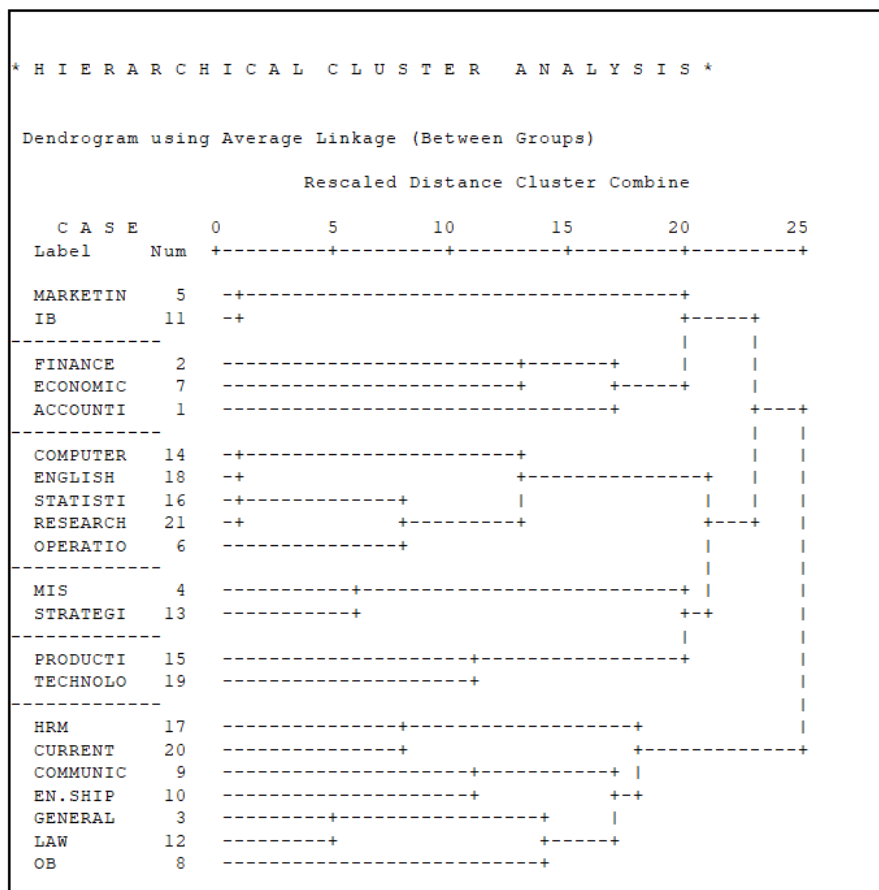 * H I E R A R C H I C A L C L U S T E R A N A L Y S I S *
Dendrogram using Average Linkage (Between Groups)
Rescaled Distance Cluster Combine
C A S E 0 5 10 15 20 25
Label Num +---------+---------+---------+---------+---------+
MARKETIN 5
IB 11
FINANCE 2
ECONOMIC 7
ACCOUNTI 1
COMPUTER 14
ENGLISH 18
STATISTI 16
RESEARCH 21
OPERATIO 6
MIS 4
STRATEGI 13
PRODUCTI 15
TECHNOLO 19
HRM 17
CURRENT 20
COMMUNIC 9
EN.SHIP 10
GENERAL 3
LAW 12
OB 8